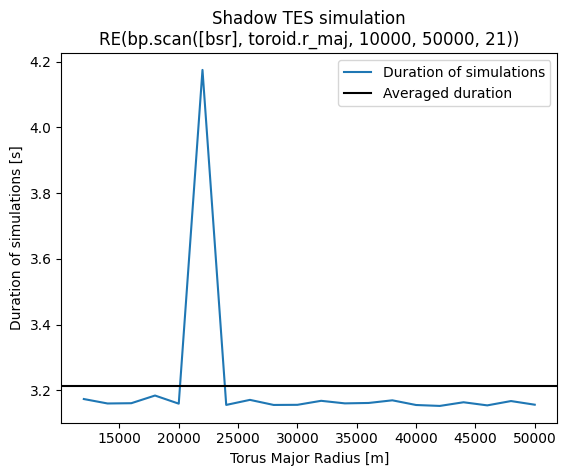 Shadow TES simulation
RE(bp.scan([bsr], toroid.r_maj, 10000, 50000, 21))
Duration of simulations
Averaged duration
Duration of simulations [s]
4.2
4.0
3.8
3.6
3.4
3.2
15000 20000 25000 30000 35000 40000 45000 50000
Torus Major Radius [m]